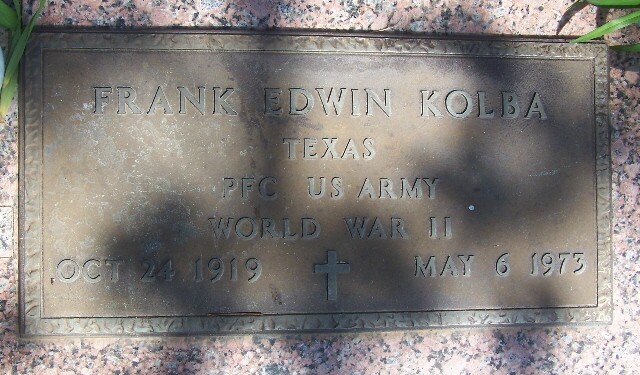 FRANK EDWIN KOLBA
TEXAS
PFC US ARMY
WORLD WAR II
OCT 24 1919 MAY 6 1973